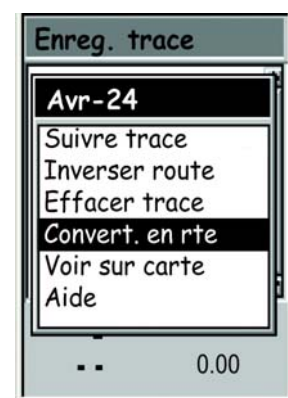 Enreg. trace
Avr-24
Suivre trace
Inverser route
Effacer trace
Convert. en rte
Voir sur carte
Aide
0.00